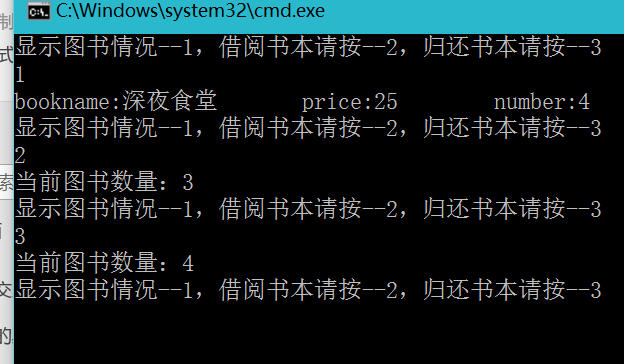 C:\Windows\system32\cmd.exe
显示图书情况--1，借阅书本请按--2，归还书本请按--3
1
bookname:深夜食堂 price:25 number:4
显示图书情况--1，借阅书本请按--2，归还书本请按--3
2
当前图书数量：3
显示图书情况--1，借阅书本请按--2，归还书本请按--3
3
当前图书数量：4
显示图书情况--1，借阅书本请按--2，归还书本请按--3
制
式
索
交
的